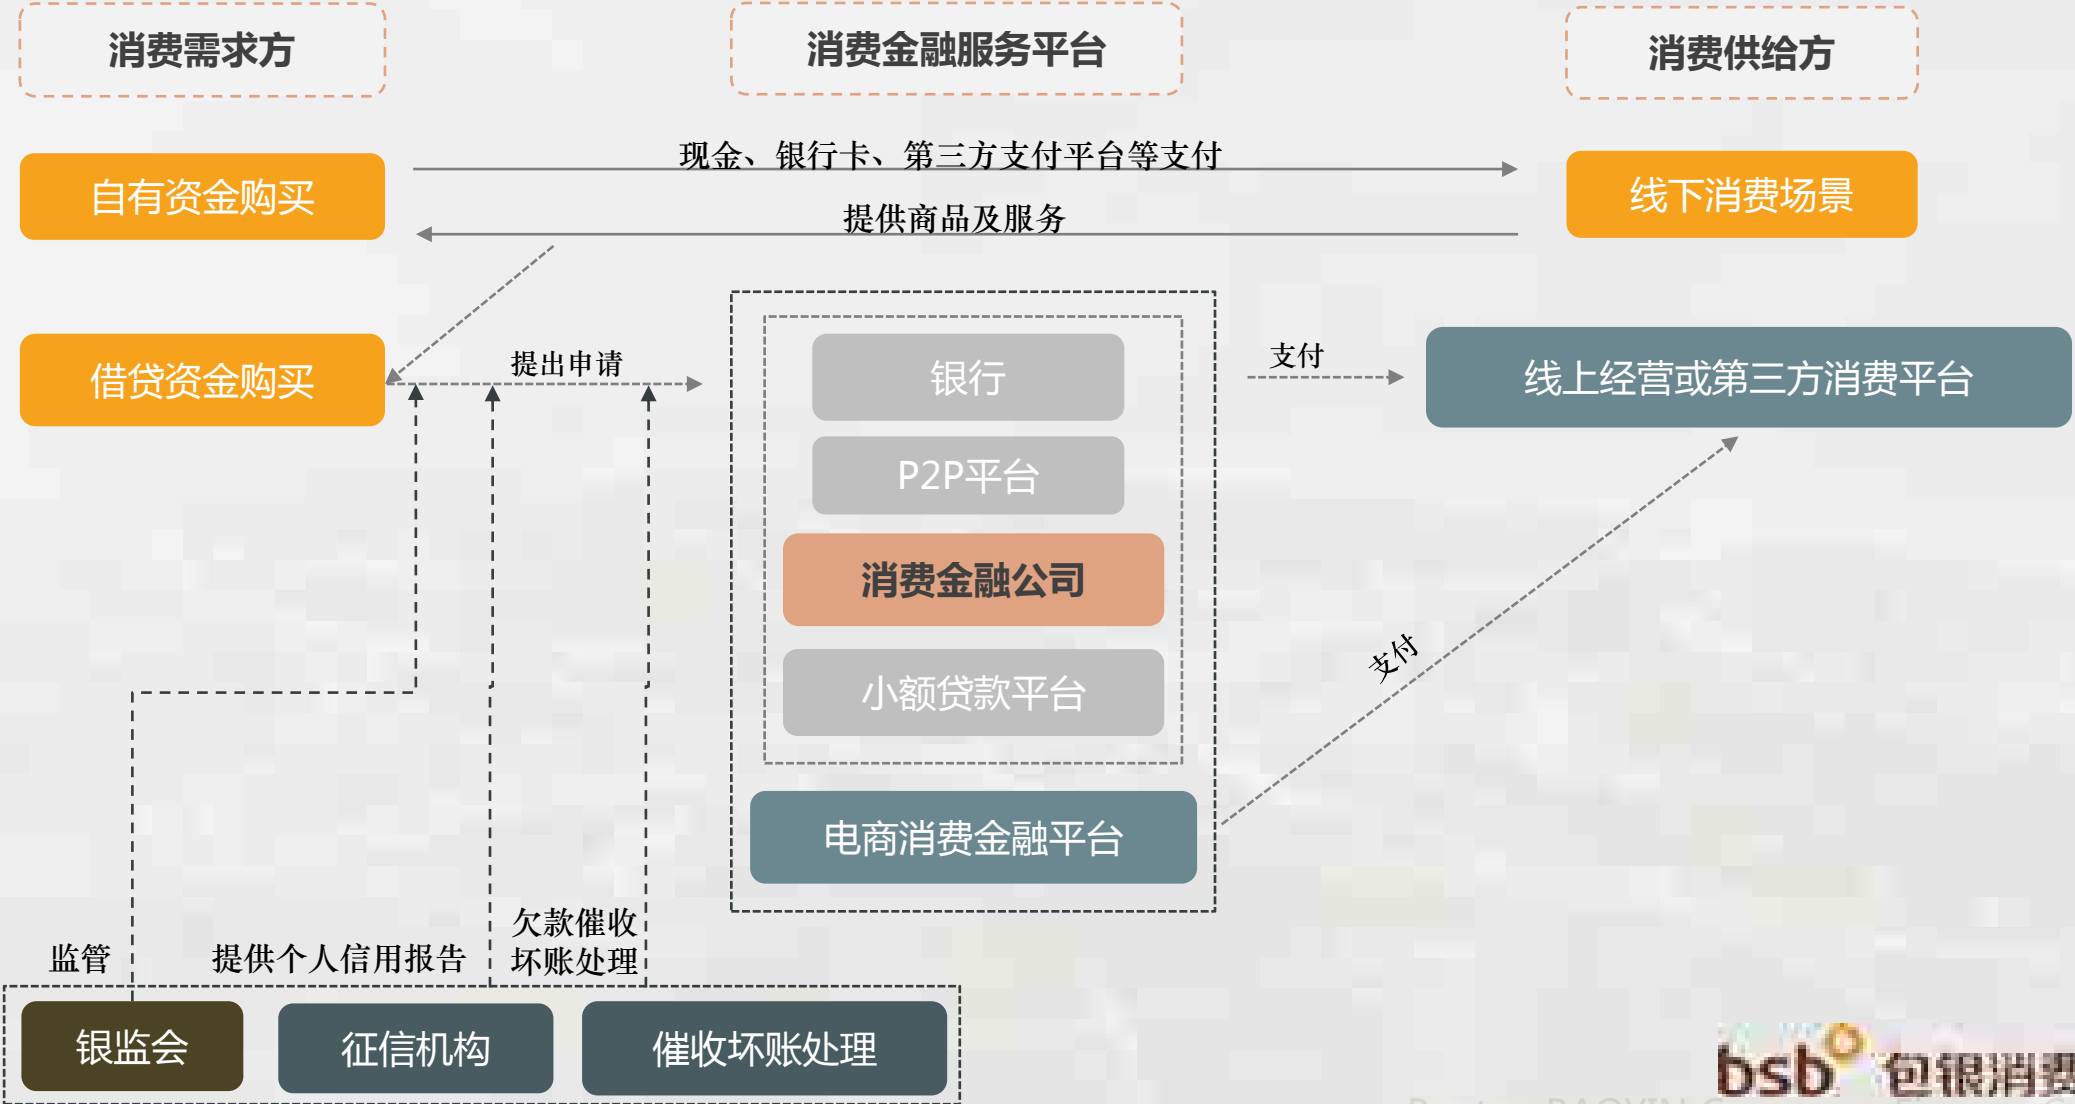 消费需求方
消费金融服务平台
消费供给方
现金、银行卡、第三方支付平台等支付
自有资金购买
线下消费场景
提供商品及服务
借贷资金购买
提出申请
银行
支付
线上经营或第三方消费平台
P2P平台
消费金融公司
小额贷款平台
支付
电商消费金融平台
监管
提供个人信用报告
欠款催收
坏账处理
银监会
征信机构
催收坏账处理
bsb 包银消费